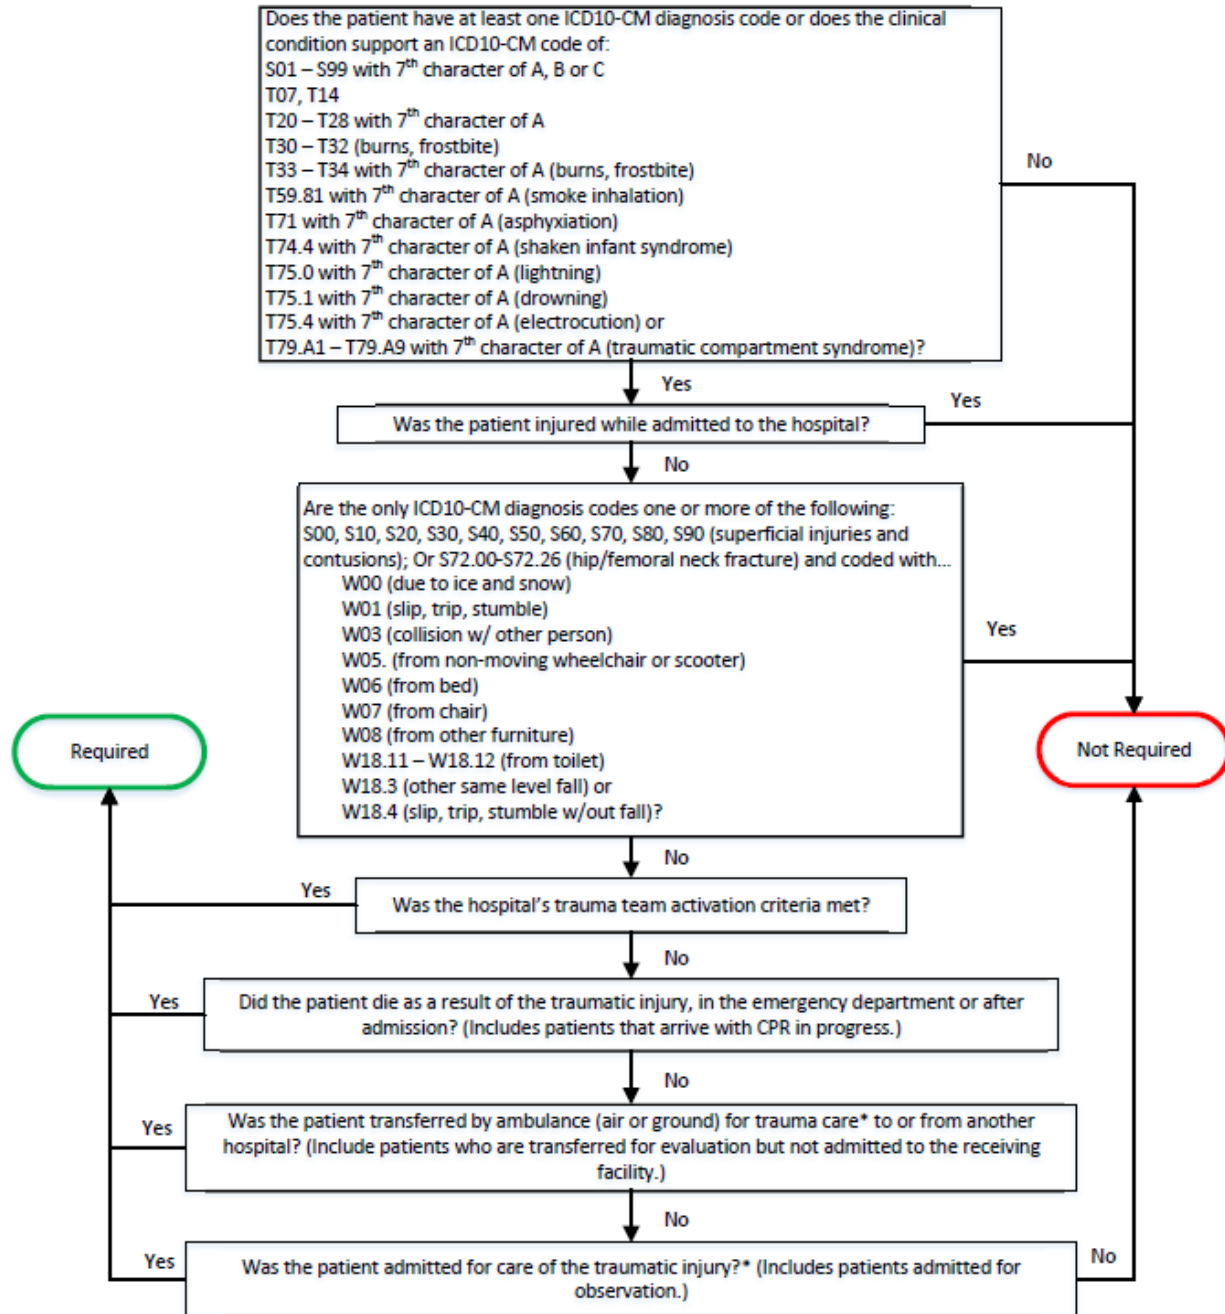 Does the patient have at least one ICD10-CM diagnosis code or does the clinical
condition support an ICD10-CM code of:
S01 – S99 with 7th character of A, B or C
T07, T14
T20 – T28 with 7th character of A
T30 – T32 (burns, frostbite)
T33 – T34 with 7th character of A (burns, frostbite)
T59.81 with 7th character of A (smoke inhalation)
T71 with 7th character of A (asphyxiation)
T74.4 with 7th character of A (shaken infant syndrome)
T75.0 with 7th character of A (lightning)
T75.1 with 7th character of A (drowning)
T75.4 with 7th character of A (electrocution) or
T79.A1 – T79.A9 with 7th character of A (traumatic compartment syndrome)?
No
Yes
Yes
Was the patient injured while admitted to the hospital?
No
Are the only ICD10-CM diagnosis codes one or more of the following:
S00, S10, S20, S30, S40, S50, S60, S70, S80, S90 (superficial injuries and
contusions); Or S72.00-S72.26 (hip/femoral neck fracture) and coded with...
W00 (due to ice and snow)
W01 (slip, trip, stumble)
W03 (collision w/ other person)
W05. (from non-moving wheelchair or scooter)
W06 (from bed)
W07 (from chair)
W08 (from other furniture)
W18.11 – W18.12 (from toilet)
W18.3 (other same level fall) or
W18.4 (slip, trip, stumble w/out fall)?
Yes
Required
Not Required
No
Yes
Was the hospital's trauma team activation criteria met?
No
Yes
Did the patient die as a result of the traumatic injury, in the emergency department or after
admission? (Includes patients that arrive with CPR in progress.)
No
Yes
Was the patient transferred by ambulance (air or ground) for trauma care* to or from another
hospital? (Include patients who are transferred for evaluation but not admitted to the receiving
facility.)
No
Yes
Was the patient admitted for care of the traumatic injury?* (Includes patients admitted for
observation.)
No